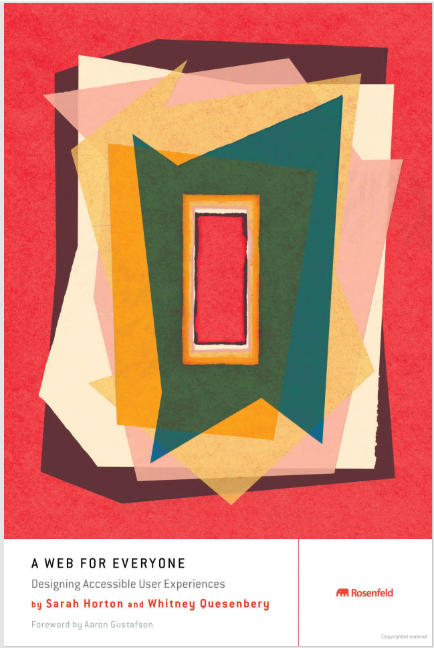 A WEB FOR EVERYONE
Designing Accessible User Experiences
by Sarah Horton and Whitney Quesenbery
Foreword by Aaron Gustafson
Rosenfeld
Copyrighted material